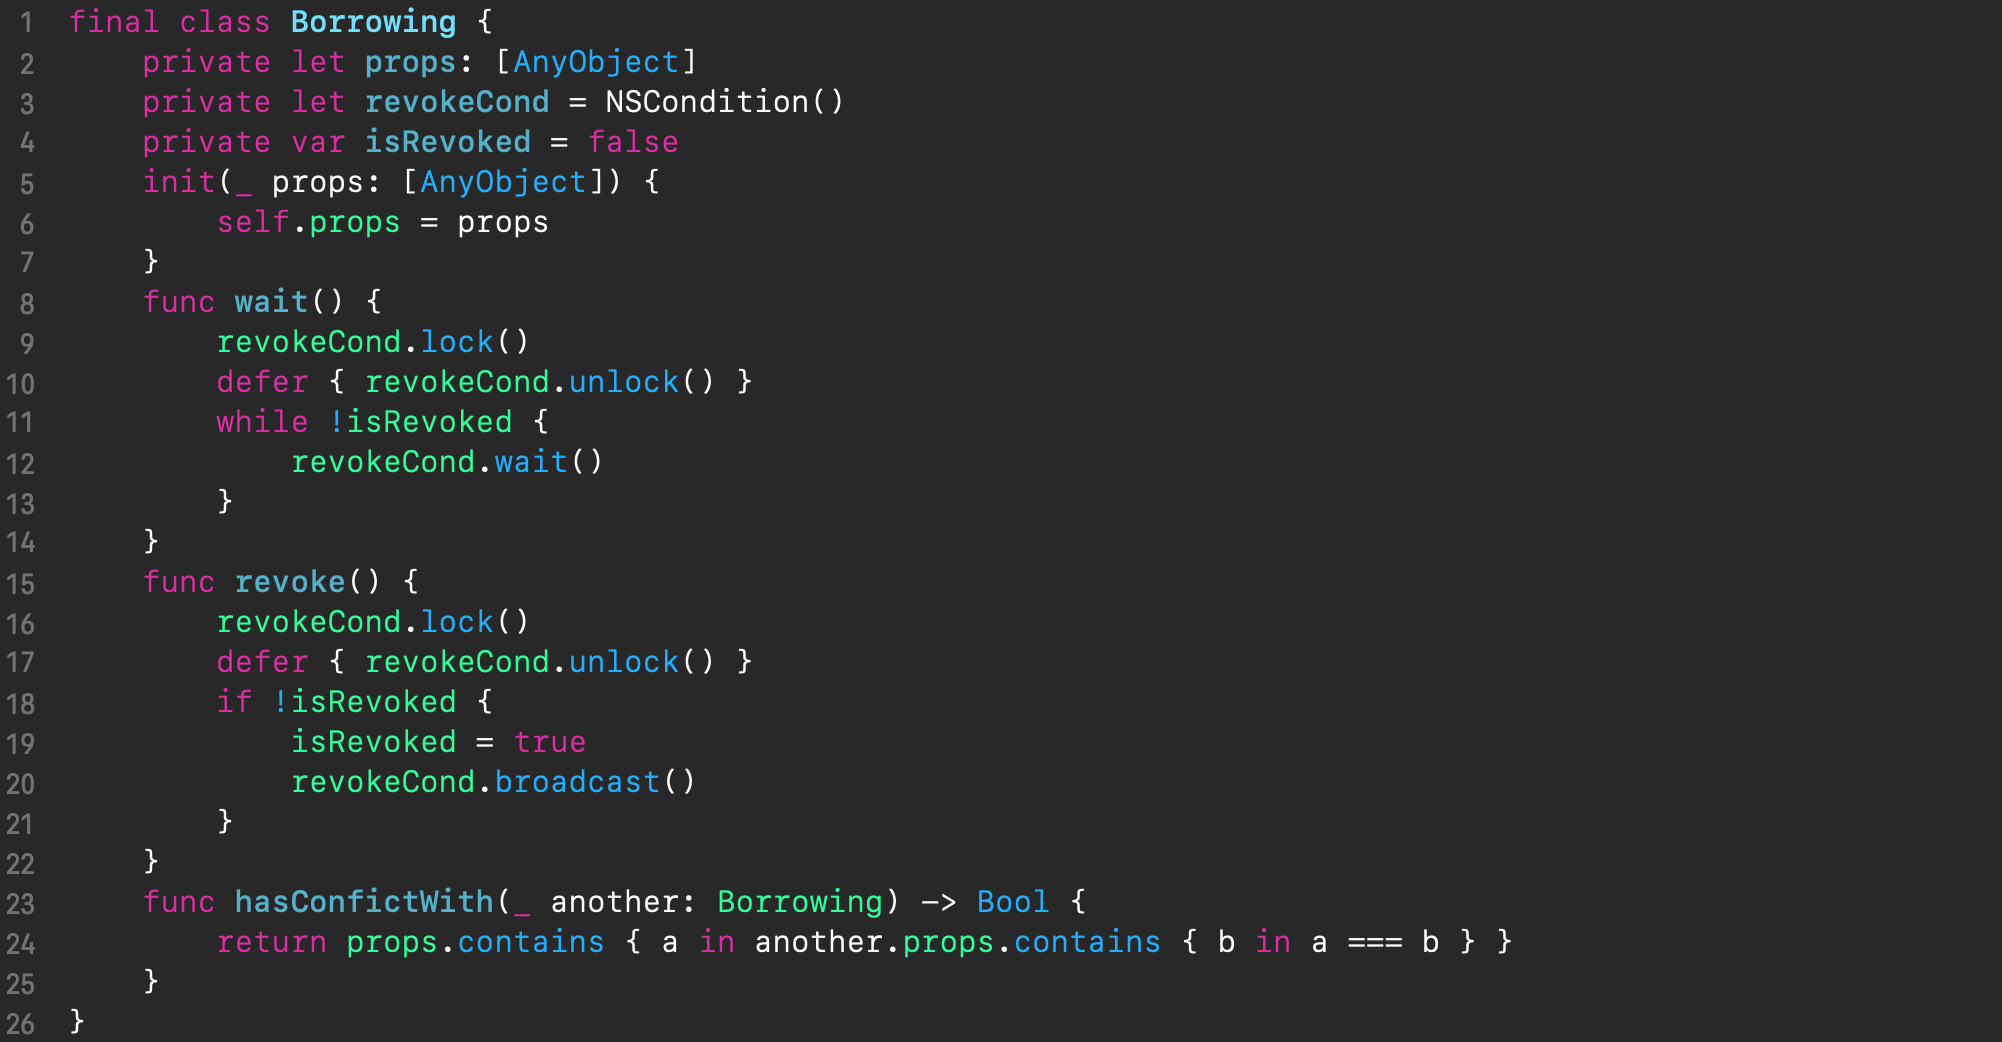 1 final class Borrowing {
2     private let props: [AnyObject]
3     private let revokeCond = NSCondition()
4     private var isRevoked = false
5     init(_ props: [AnyObject]) {
6         self.props = props
7     }
8     func wait() {
9         revokeCond.lock()
10         defer { revokeCond.unlock() }
11         while !isRevoked {
12             revokeCond.wait()
13         }
14     }
15     func revoke() {
16         revokeCond.lock()
17         defer { revokeCond.unlock() }
18         if !isRevoked {
19             isRevoked = true
20             revokeCond.broadcast()
21         }
22     }
23     func hasConfictWith(_ another: Borrowing) -> Bool {
24         return props.contains { a in another.props.contains { b in a === b } }
25     }
26 }